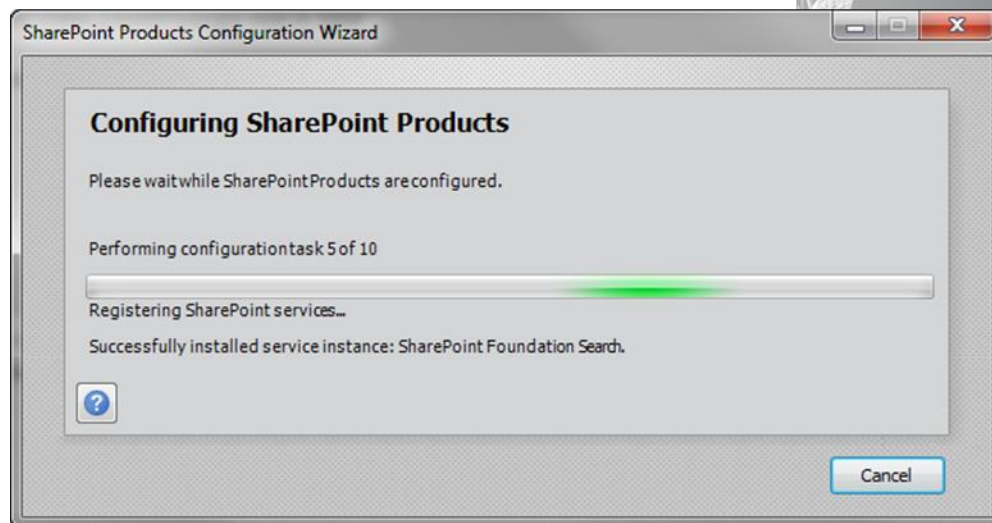 SharePoint Products Configuration Wizard
Configuring SharePoint Products
Please wait while SharePoint Products are configured.
Performing configuration task 5 of 10
Registering SharePoint services...
Successfully installed service instance: SharePoint Foundation Search.
Cancel